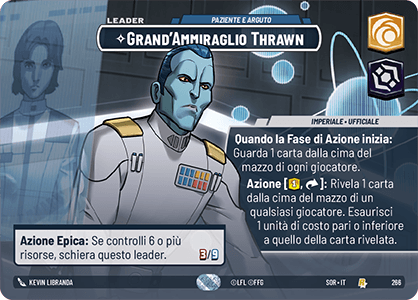 LEADER
PAZIENTE E ARGUTO
GRAND'AMMIRAGLIO THRAWN
IMPERIALE • UFFICIALE
Quando la Fase di Azione inizia:
Guarda 1 carta dalla cima del
mazzo di ogni giocatore.
Azione [1, ]: Rivela 1 carta
dalla cima del mazzo di un
qualsiasi giocatore. Esaurisci
1 unità di costo pari o inferiore
a quello della carta rivelata.
Azione Epica: Se controlli 6 o più
risorse, schiera questo leader.
3/9
KEVIN LIBRANDA
©LFL ©FFG
SOR • IT
266